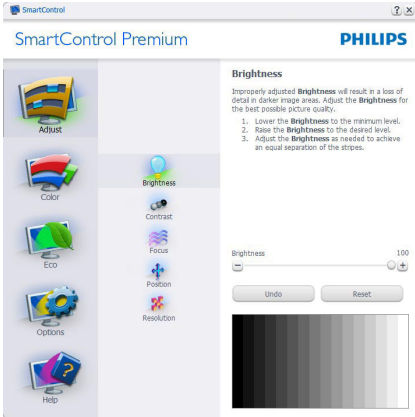 SmartControl
SmartControl Premium
PHILIPS
Adjust
Color
Eco
Options
Help
Brightness
Contrast
Focus
Position
Resolution
Brightness
Improperly adjusted Brightness will result in a loss of
detail in darker image areas. Adjust the Brightness for
the best possible picture quality.
1. Lower the Brightness to the minimum level.
2. Raise the Brightness to the desired level.
3. Adjust the Brightness as needed to achieve
an equal separation of the stripes.
Brightness 100
Undo Reset